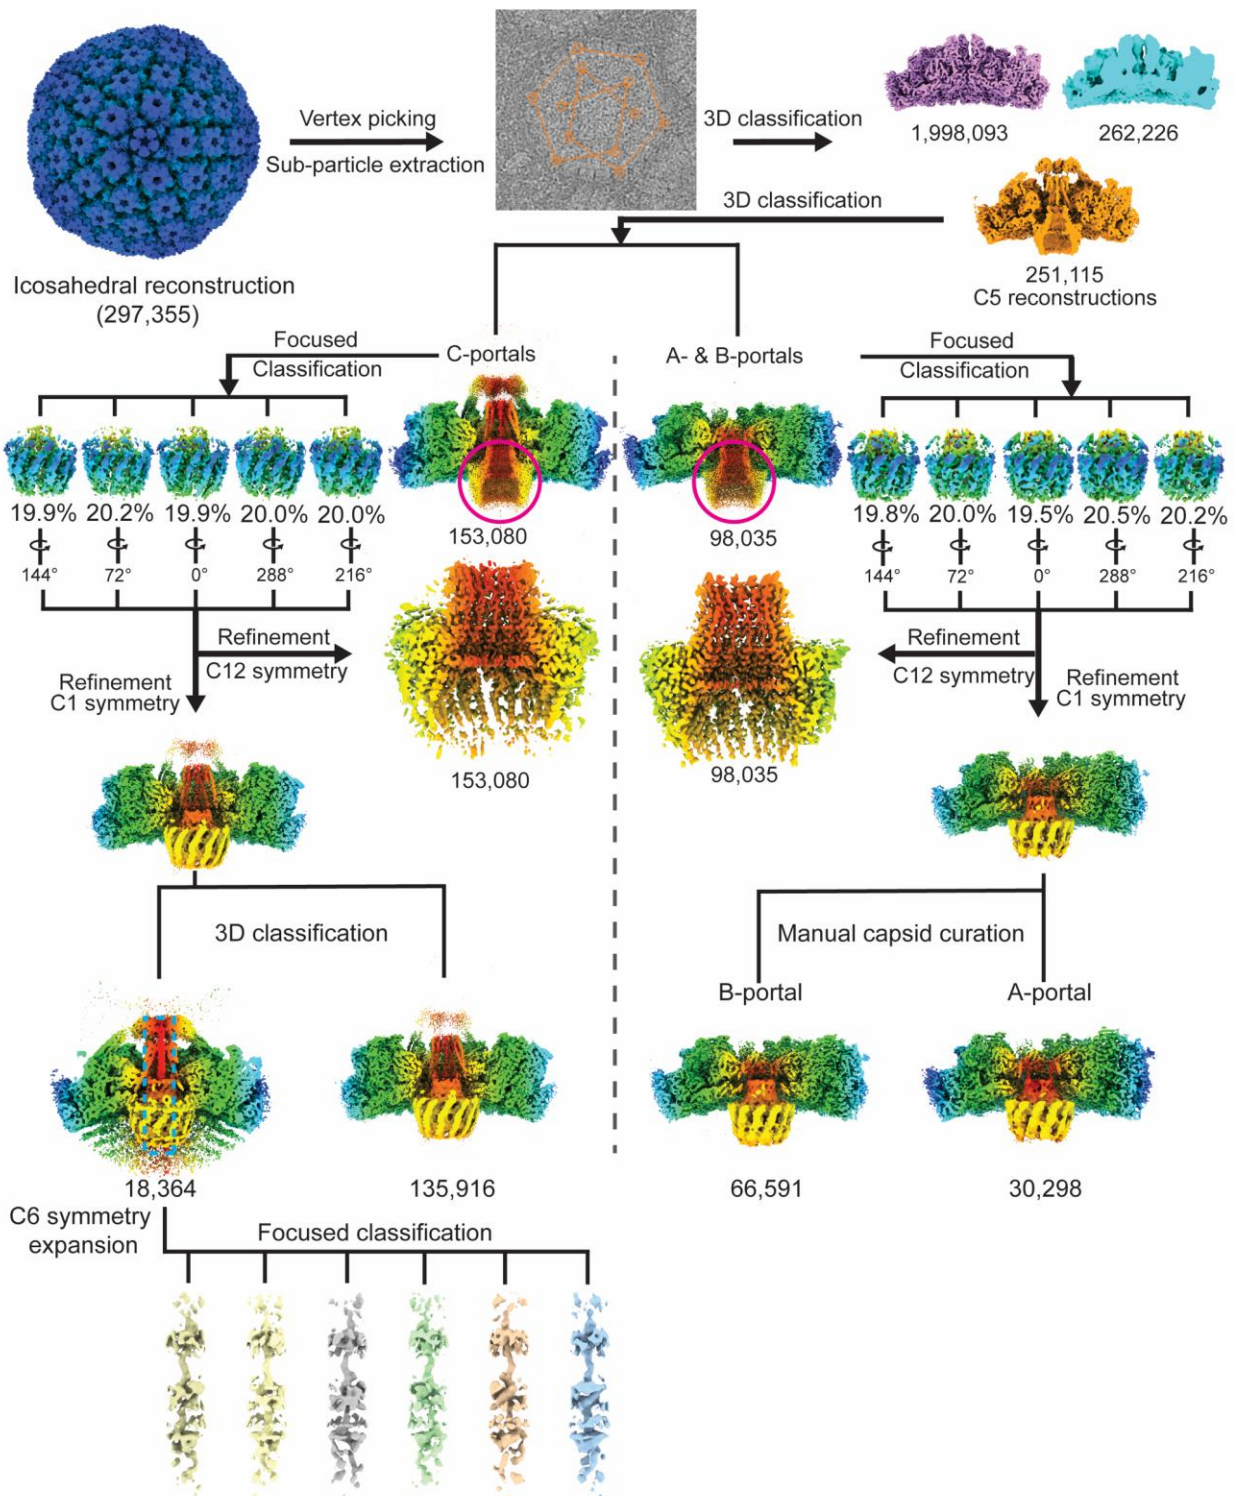 Vertex picking
Sub-particle extraction
3D classification
1,998,093
262,226
3D classification
251,115
C5 reconstructions
Icosahedral reconstruction
(297,355)
Focused
Classification
C-portals
A- & B-portals
Focused
Classification
19.9%
20.2%
19.9%
20.0%
20.0%
144°
72°
0°
288°
216°
153,080
98,035
19.8%
20.0%
19.5%
20.5%
20.2%
144°
72°
0°
288°
216°
Refinement
C12 symmetry
Refinement
C1 symmetry
153,080
98,035
Refinement
C12 symmetry
Refinement
C1 symmetry
3D classification
Manual capsid curation
B-portal
A-portal
18,364
135,916
66,591
30,298
C6 symmetry
expansion
Focused classification